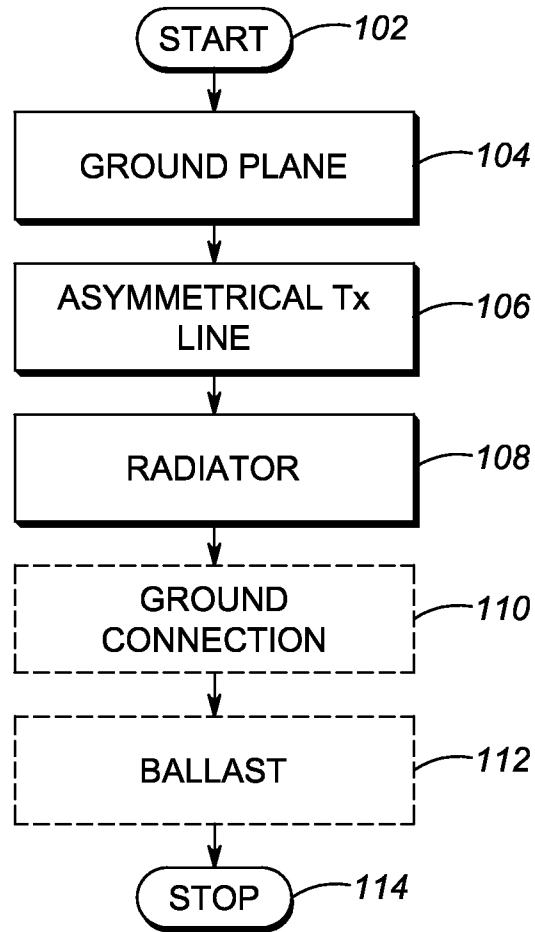 START
102
GROUND PLANE
104
ASYMMETRICAL Tx
LINE
106
RADIATOR
108
GROUND
CONNECTION
110
BALLAST
112
STOP
114